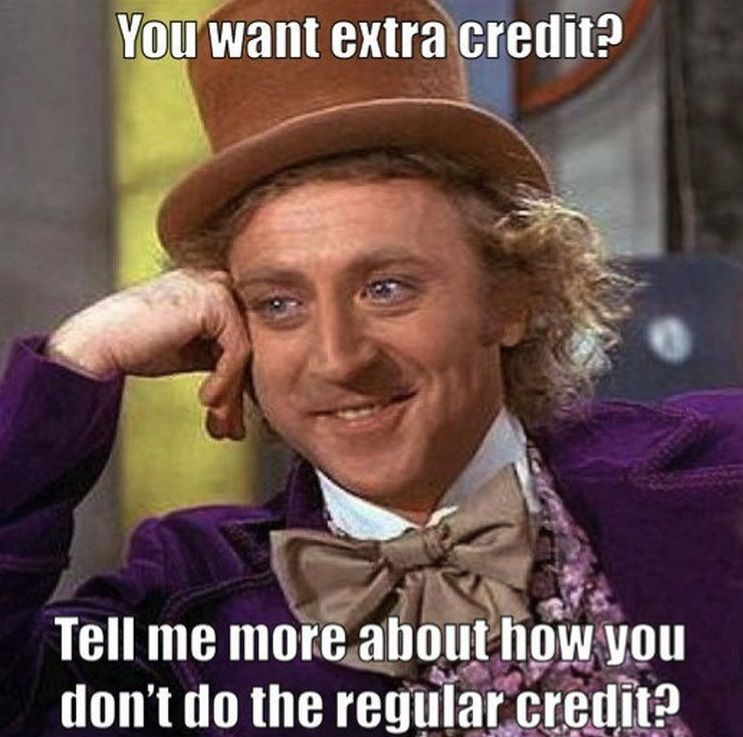 You want extra credit?
Tell me more about how you
don't do the regular credit?